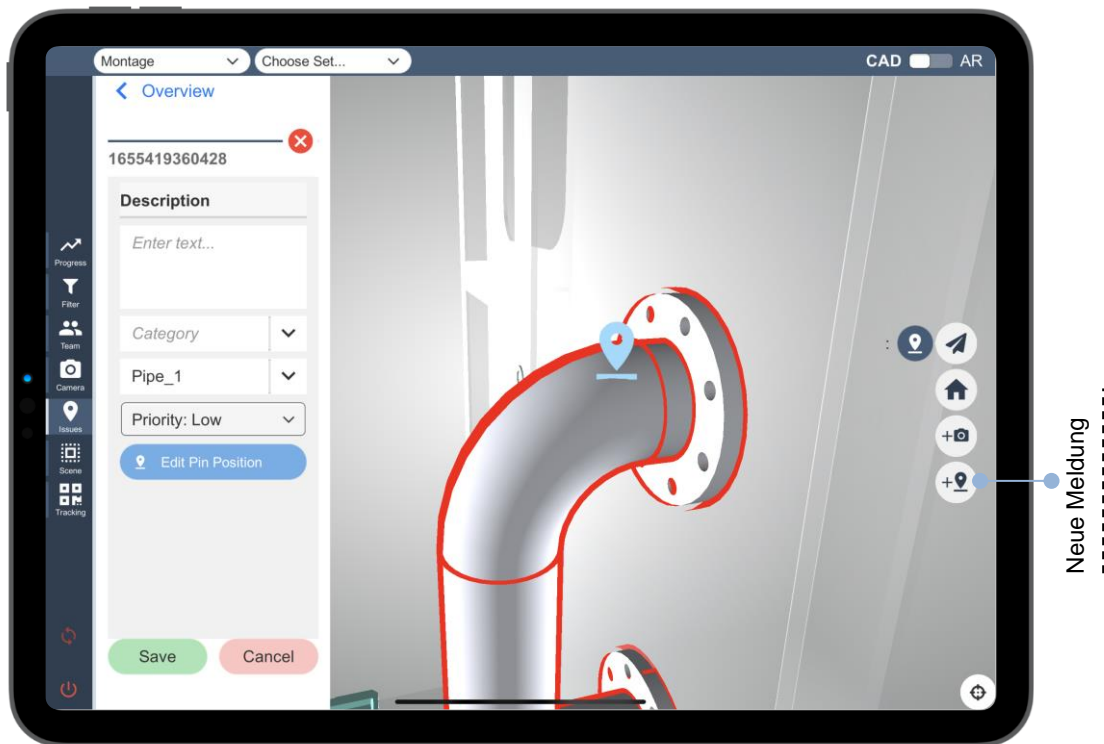 Montage
Choose Set...
CAD
AR
Overview
1655419360428
Description
Enter text...
Category
Pipe_1
Priority: Low
Edit Pin Position
Save
Cancel
Progress
Filter
Team
Camera
Issues
Scene
Tracking
:
+
+
Neue Meldung